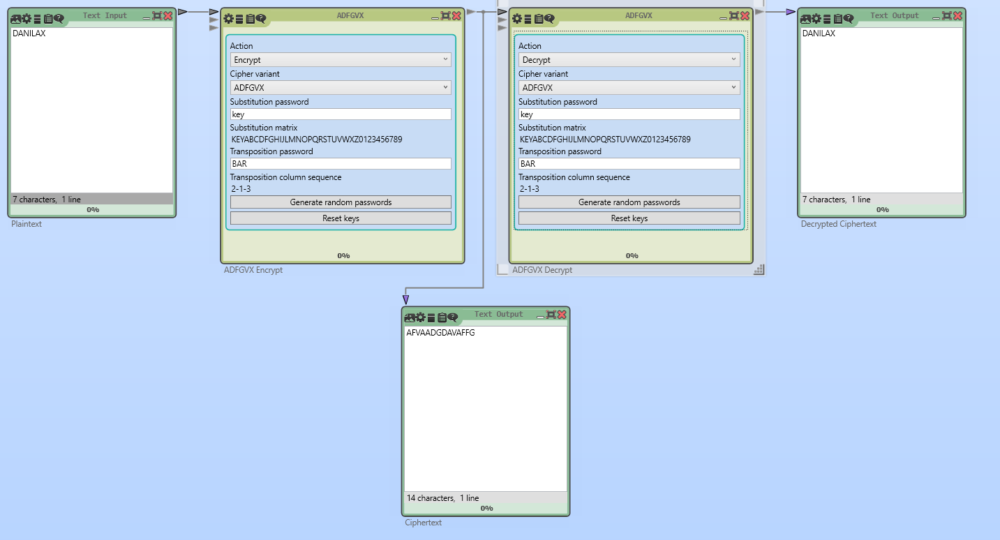 Text Input
DANILAX
7 characters, 1 line
0%
Plaintext
ADFGVX
Action
Encrypt
Cipher variant
ADFGVX
Substitution password
key
Substitution matrix
KEYABCDFGHIJLMNOPQRSTUVWXZ0123456789
Transposition password
BAR
Transposition column sequence
2-1-3
Generate random passwords
Reset keys
0%
ADFGVX Encrypt
ADFGVX
Action
Decrypt
Cipher variant
ADFGVX
Substitution password
key
Substitution matrix
KEYABCDFGHIJLMNOPQRSTUVWXZ0123456789
Transposition password
BAR
Transposition column sequence
2-1-3
Generate random passwords
Reset keys
0%
ADFGVX Decrypt
Text Output
DANILAX
7 characters, 1 line
0%
Decrypted Ciphertext
Text Output
AFVAADGDAVAFFG
14 characters, 1 line
0%
Ciphertext